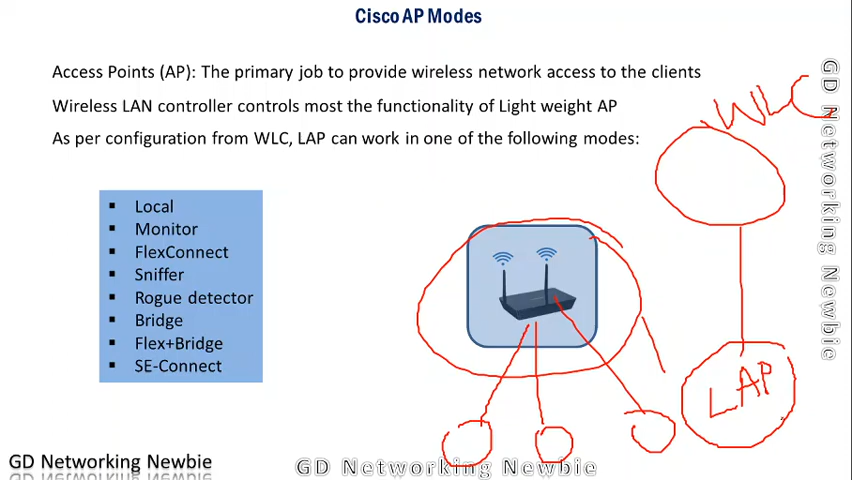 Cisco AP Modes
Access Points (AP): The primary job to provide wireless network access to the clients
Wireless LAN controller controls most the functionality of Light weight AP
As per configuration from WLC, LAP can work in one of the following modes:
WLC
▪ Local
▪ Monitor
▪ FlexConnect
▪ Sniffer
▪ Rogue detector
▪ Bridge
▪ Flex+Bridge
▪ SE-Connect
LAP
GD Networking Newbie
GD Networking Newbie
GD Networking Newbie